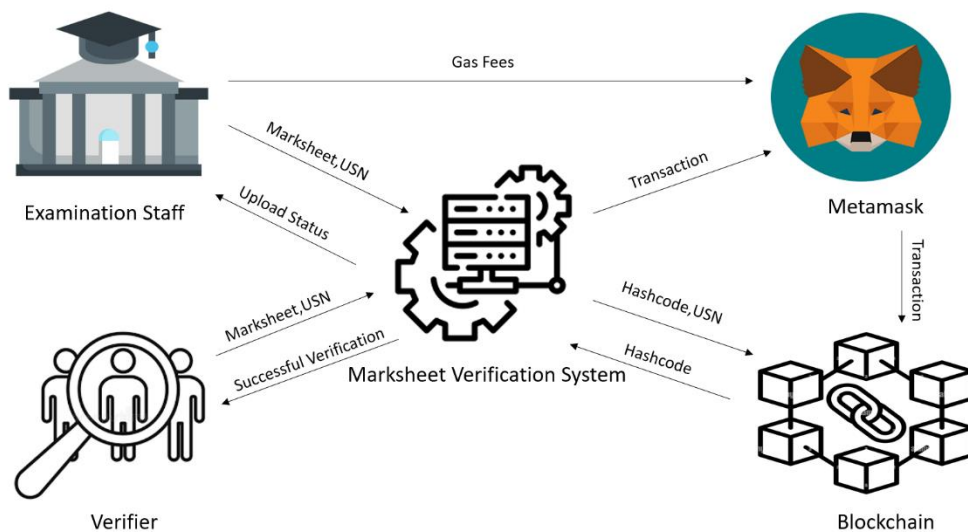 Gas Fees
Marksheet,USN
Upload Status
Transaction
Examination Staff
Metamask
Transaction
Marksheet,USN
Successful Verification
Hashcode,USN
Hashcode
Marksheet Verification System
Verifier
Blockchain